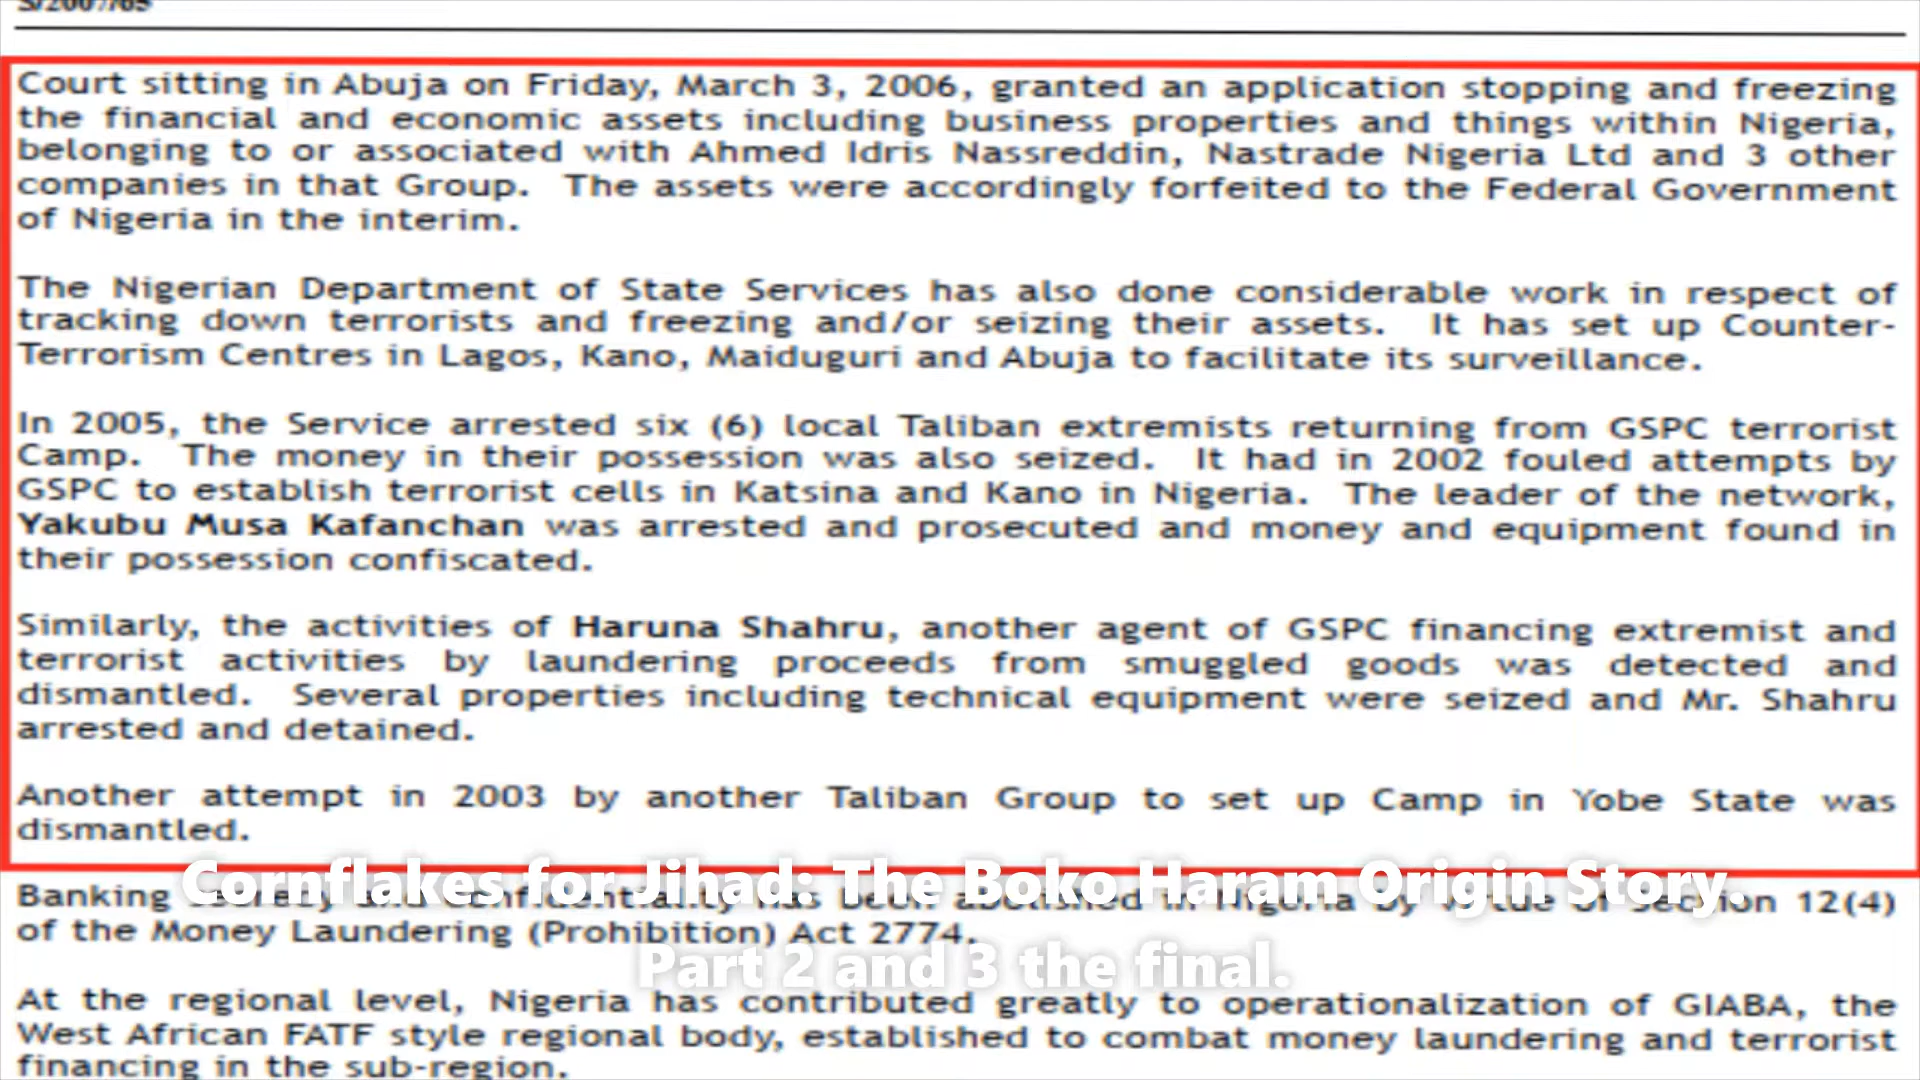 Court sitting in Abuja on Friday, March 3, 2006, granted an application stopping and freezing
the financial and economic assets including business properties and things within Nigeria,
belonging to or associated with Ahmed Idris Nassreddin, Nastrade Nigeria Ltd and 3 other
companies in that Group. The assets were accordingly forfeited to the Federal Government
of Nigeria in the interim.
The Nigerian Department of State Services has also done considerable work in respect of
tracking down terrorists and freezing and/or seizing their assets. It has set up Counter-
Terrorism Centres in Lagos, Kano, Maiduguri and Abuja to facilitate its surveillance.
In 2005, the Service arrested six (6) local Taliban extremists returning from GSPC terrorist
Camp. The money in their possession was also seized. It had in 2002 fouled attempts by
GSPC to establish terrorist cells in Katsina and Kano in Nigeria. The leader of the network,
Yakubu Musa Kafanchan was arrested and prosecuted and money and equipment found in
their possession confiscated.
Similarly, the activities of Haruna Shahru, another agent of GSPC financing extremist and
terrorist activities by laundering proceeds from smuggled goods was detected and
dismantled. Several properties including technical equipment were seized and Mr. Shahru
arrested and detained.
Another attempt in 2003 by another Taliban Group to set up Camp in Yobe State was
dismantled.
Cornflakes for Jihad: The Boko Haram Origin Story.
Banking has been abolished in Nigeria by of 12(4)
of the Money Laundering (Prohibition) Act 2774.
Part 2 and 3 the final.
At the regional level, Nigeria has contributed greatly to operationalization of GIABA, the
West African FATF style regional body, established to combat money laundering and terrorist
financing in the sub-region.